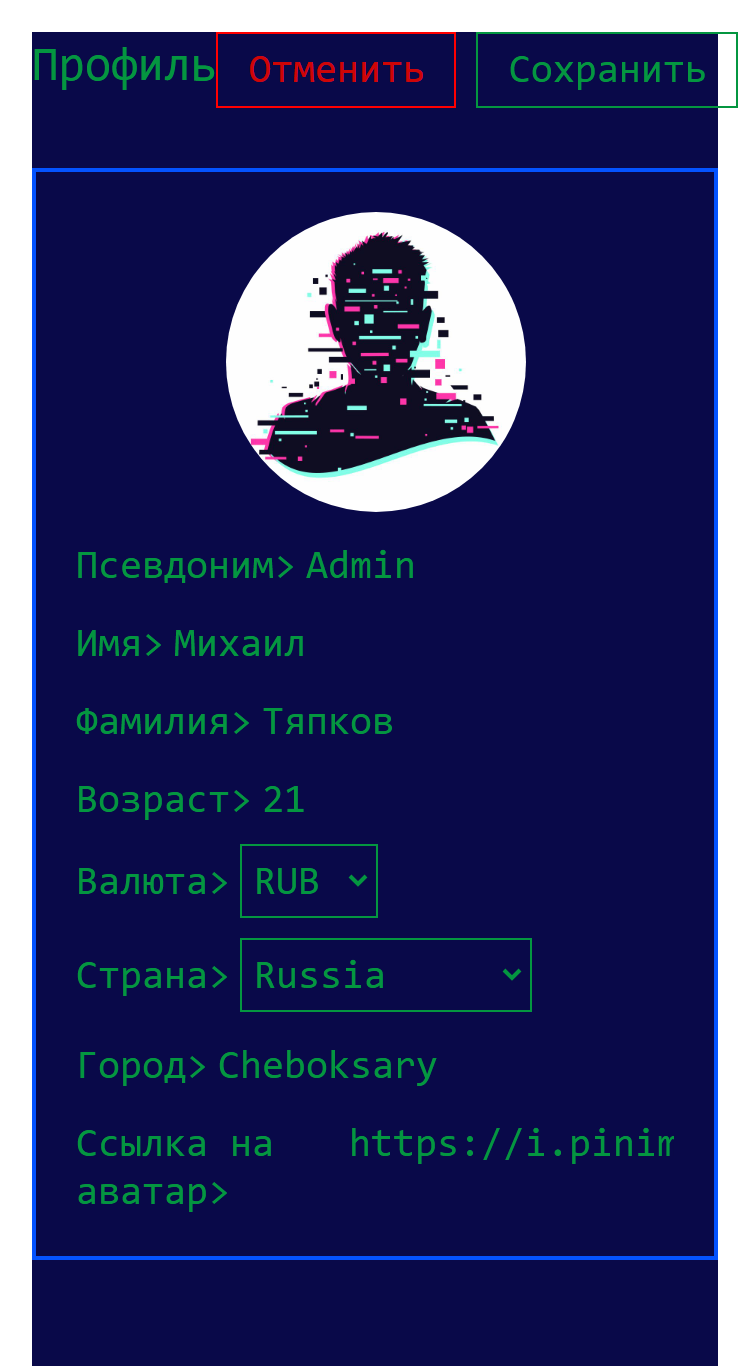 Профиль Отменить Сохранить
Псевдоним> Admin
Имя> Михаил
Фамилия> Тяпков
Возраст> 21
Валюта> RUB
Страна> Russia
Город> Cheboksary
Ссылка на https://i.pinim
аватар>